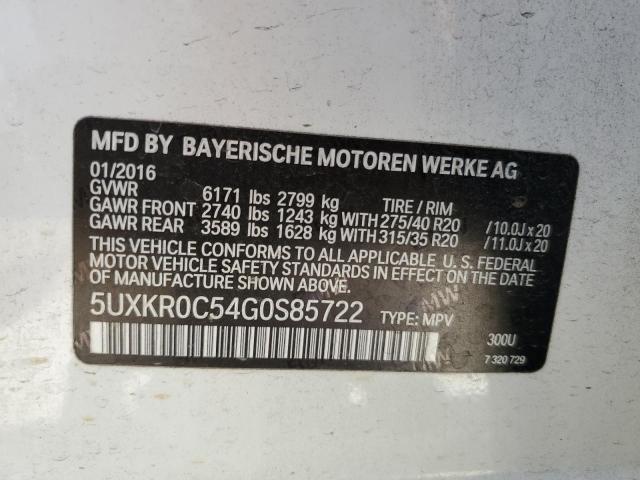 MFD BY BAYERISCHE MOTOREN WERKE AG
01/2016
GVWR 6171 lbs 2799 kg TIRE / RIM
GAWR FRONT 2740 lbs 1243 kg WITH 275/40 R20 /10.0J x 20
GAWR REAR 3589 lbs 1628 kg WITH 315/35 R20 /11.0J x 20
THIS VEHICLE CONFORMS TO ALL APPLICABLE U. S. FEDERAL
MOTOR VEHICLE SAFETY STANDARDS IN EFFECT ON THE DATE
OF MANUFACTURE SHOWN ABOVE.
5UXKR0C54G0S85722 TYPE: MPV
300U
7 320 729